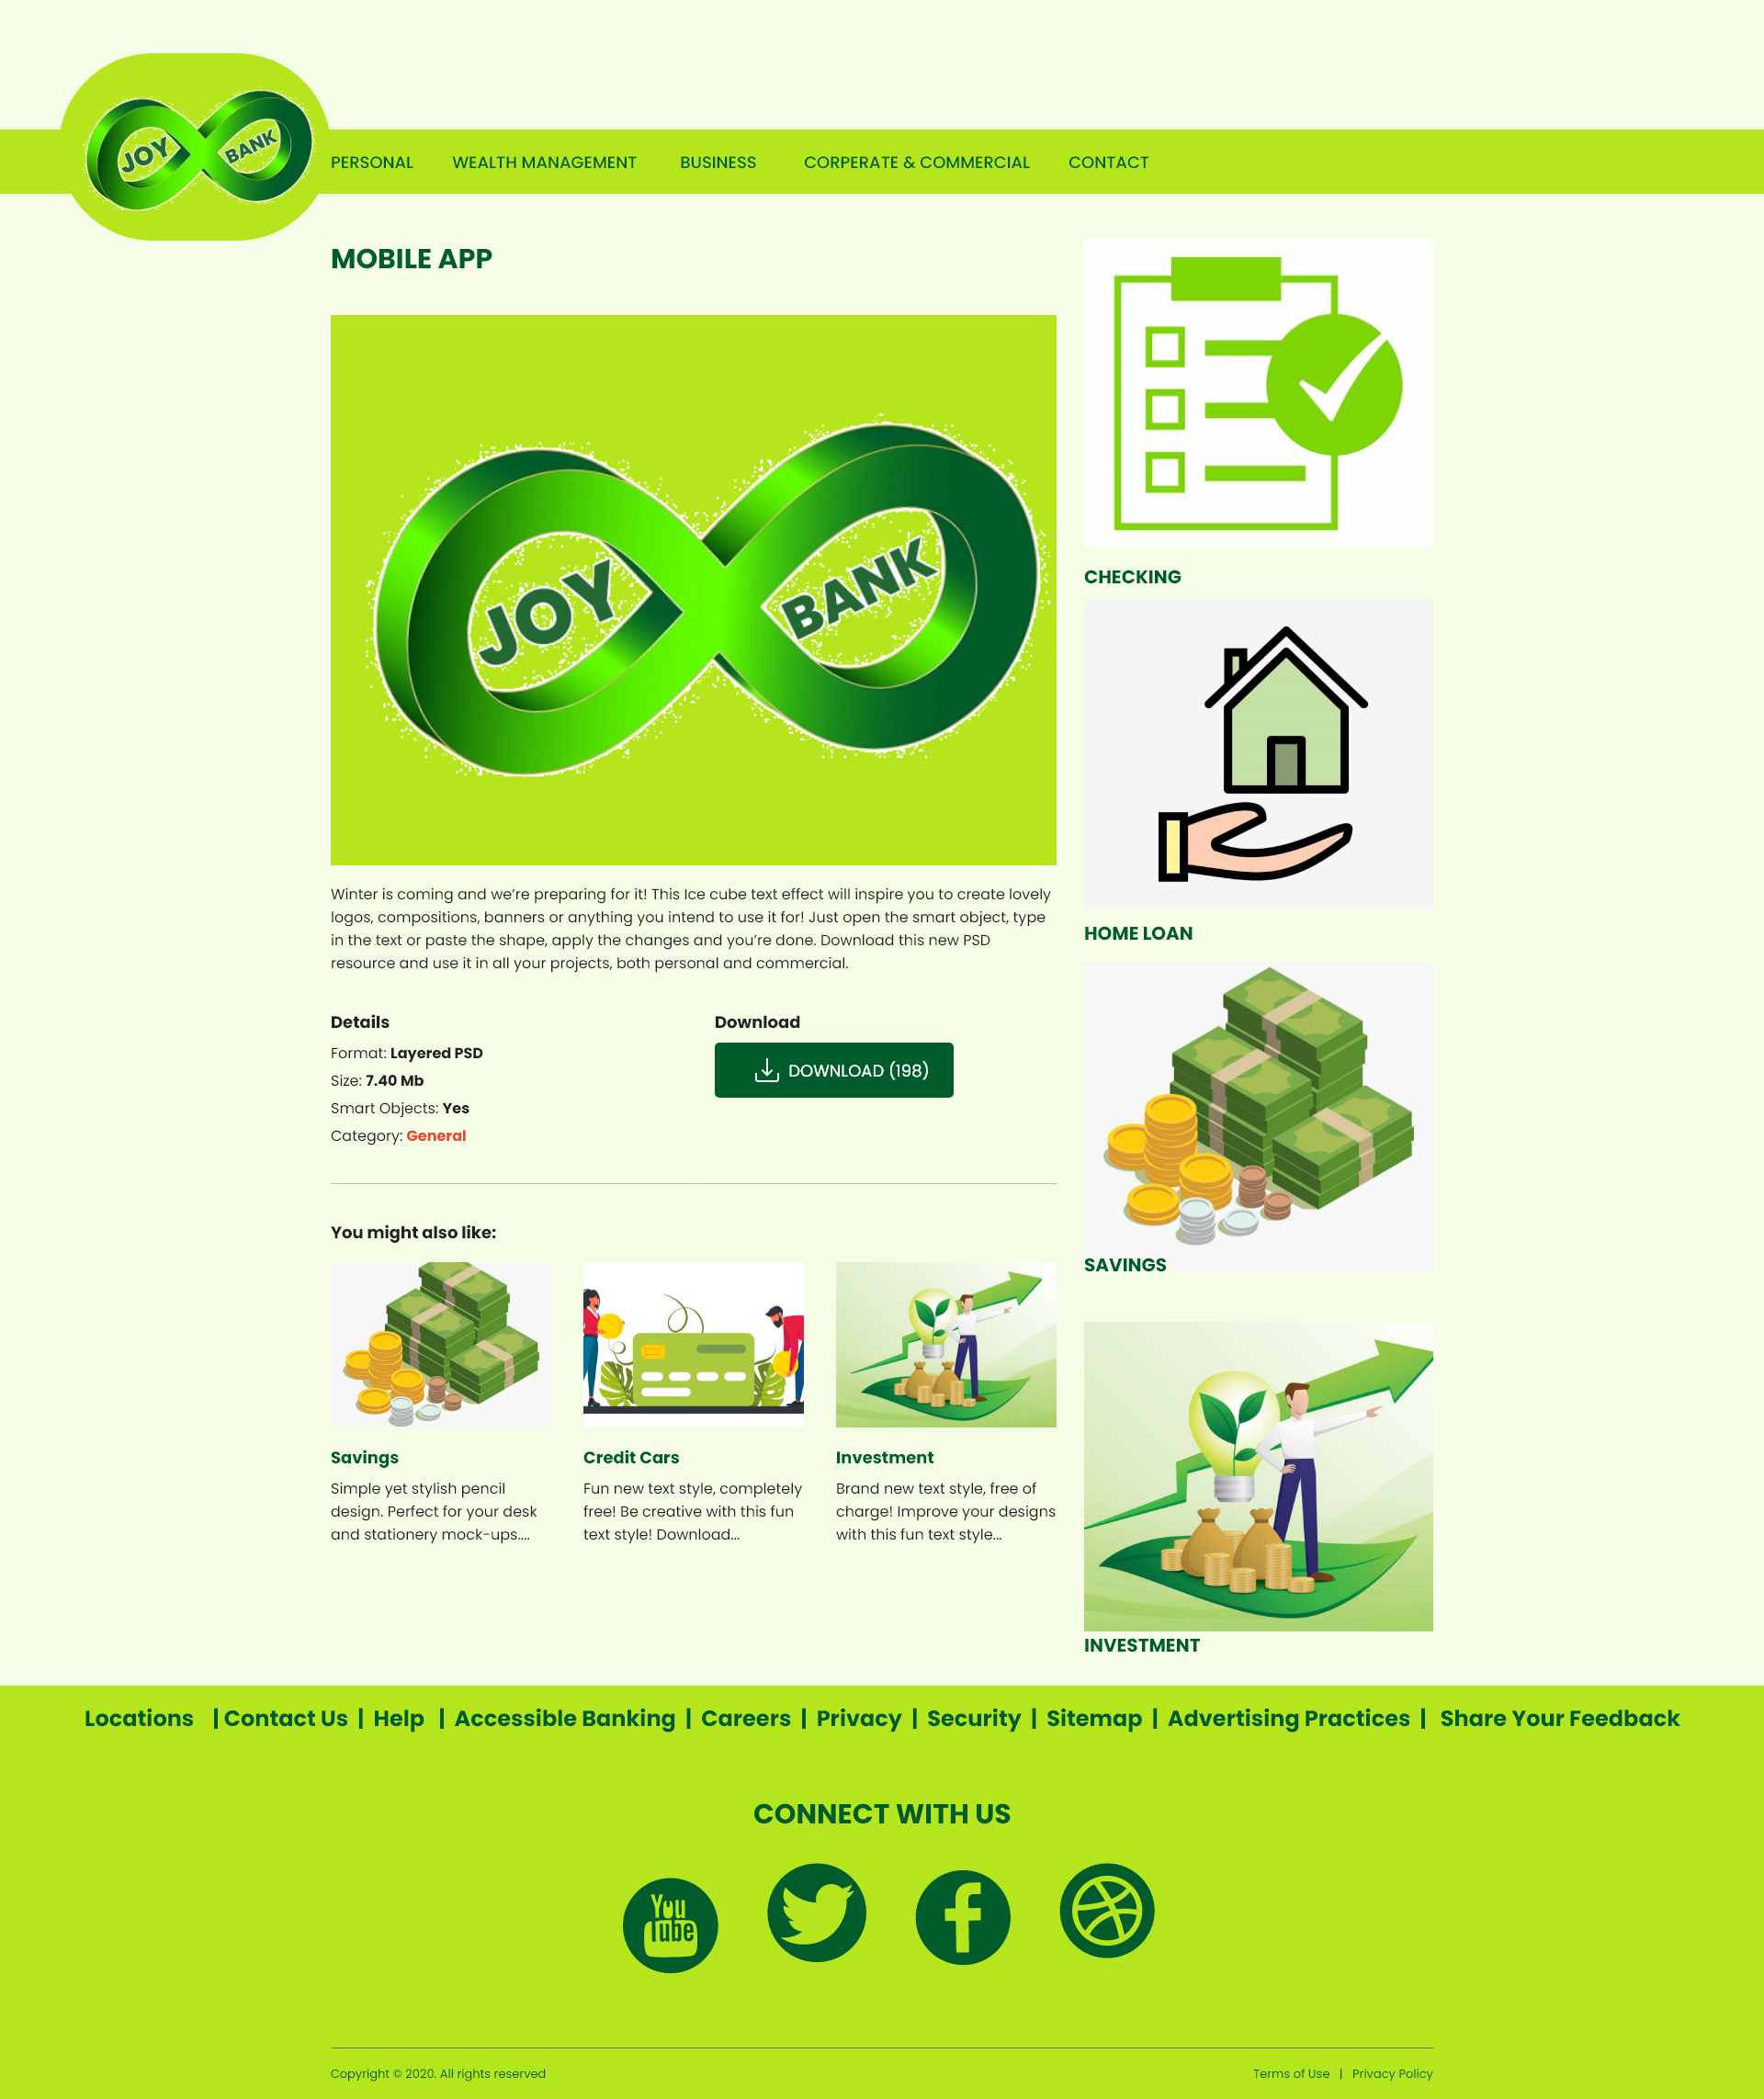 JOY BANK
PERSONAL WEALTH MANAGEMENT BUSINESS CORPERATE & COMMERCIAL CONTACT
MOBILE APP
JOY BANK
Winter is coming and we’re preparing for it! This Ice cube text effect will inspire you to create lovely
logos, compositions, banners or anything you intend to use it for! Just open the smart object, type
in the text or paste the shape, apply the changes and you’re done. Download this new PSD
resource and use it in all your projects, both personal and commercial.
Details
Format: Layered PSD
Size: 7.40 Mb
Smart Objects: Yes
Category: General
Download
DOWNLOAD (198)
You might also like:
Savings
Simple yet stylish pencil
design. Perfect for your desk
and stationery mock-ups....
Credit Cars
Fun new text style, completely
free! Be creative with this fun
text style! Download...
Investment
Brand new text style, free of
charge! Improve your designs
with this fun text style...
CHECKING
HOME LOAN
SAVINGS
INVESTMENT
Locations | Contact Us | Help | Accessible Banking | Careers | Privacy | Security | Sitemap | Advertising Practices | Share Your Feedback
CONNECT WITH US
You
Tube
Copyright © 2020. All rights reserved
Terms of Use | Privacy Policy